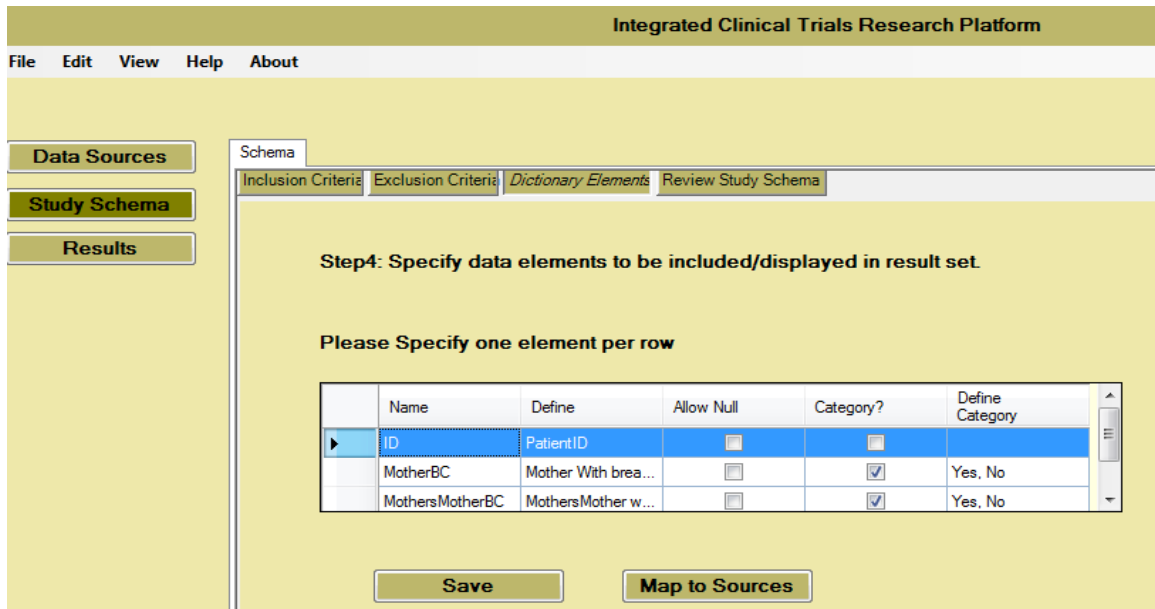 Integrated Clinical Trials Research Platform
File Edit View Help About
Data Sources
Study Schema
Results
Schema
Inclusion Criteria Exclusion Criteria Dictionary Elements Review Study Schema
Step4: Specify data elements to be included/displayed in result set.
Please Specify one element per row
Name Define Allow Null Category? Define Category
ID PatientID
MotherBC Mother With brea... Yes, No
MothersMotherBC MothersMother w... Yes, No
Save Map to Sources